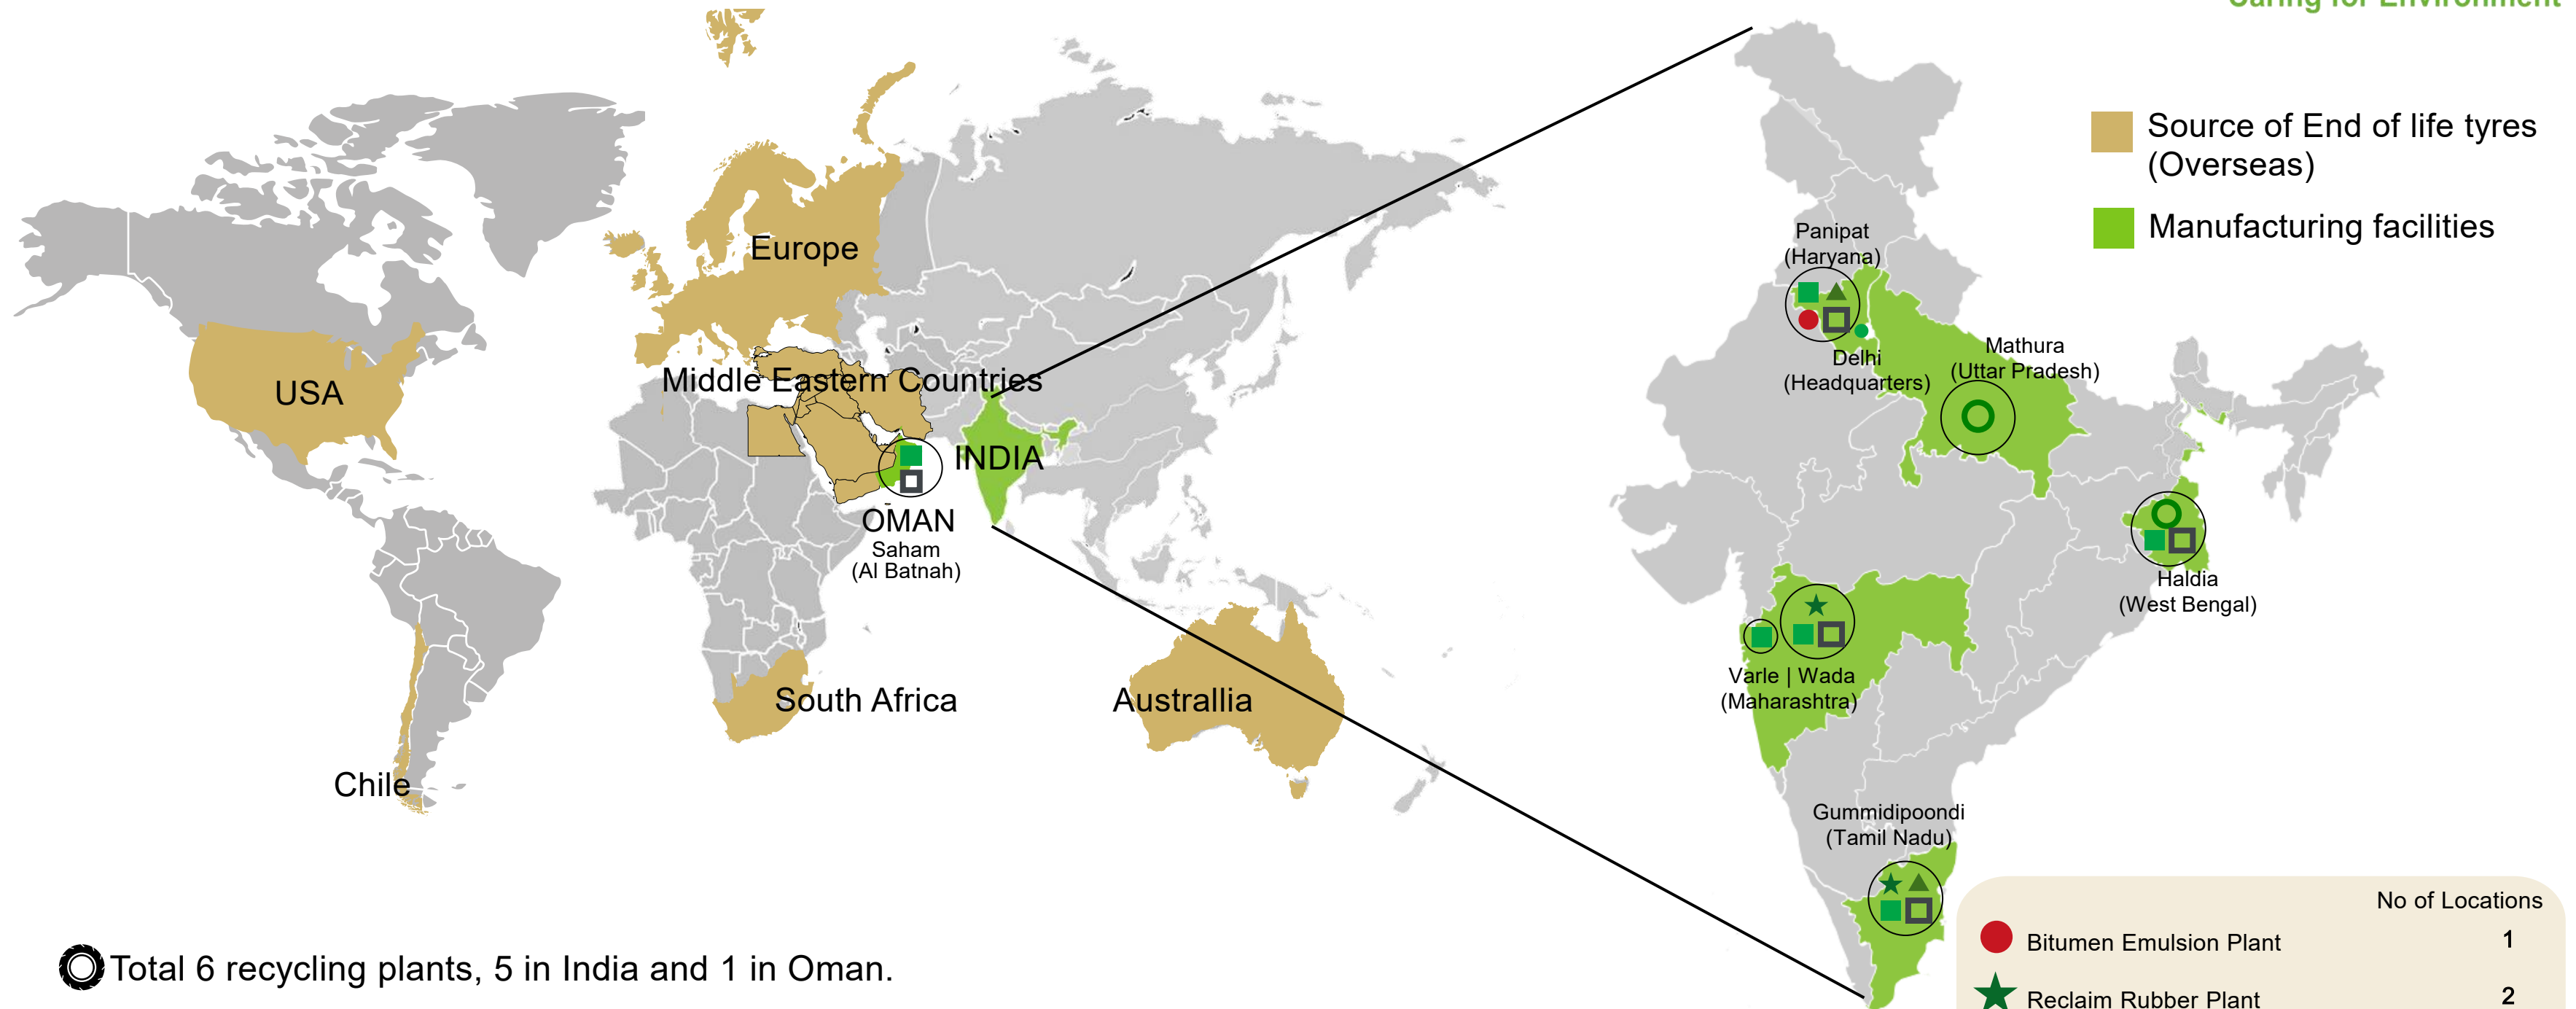 Caring for Environment
Source of End of life tyres
(Overseas)
Manufacturing facilities
Europe
USA
Middle Eastern Countries
INDIA
OMAN
Saham
(Al Batnah)
South Africa
Australlia
Chile
Panipat
(Haryana)
Delhi
(Headquarters)
Mathura
(Uttar Pradesh)
Haldia
(West Bengal)
Varle | Wada
(Maharashtra)
Gummidipoondi
(Tamil Nadu)
Total 6 recycling plants, 5 in India and 1 in Oman.
No of Locations
Bitumen Emulsion Plant 1
Reclaim Rubber Plant 2